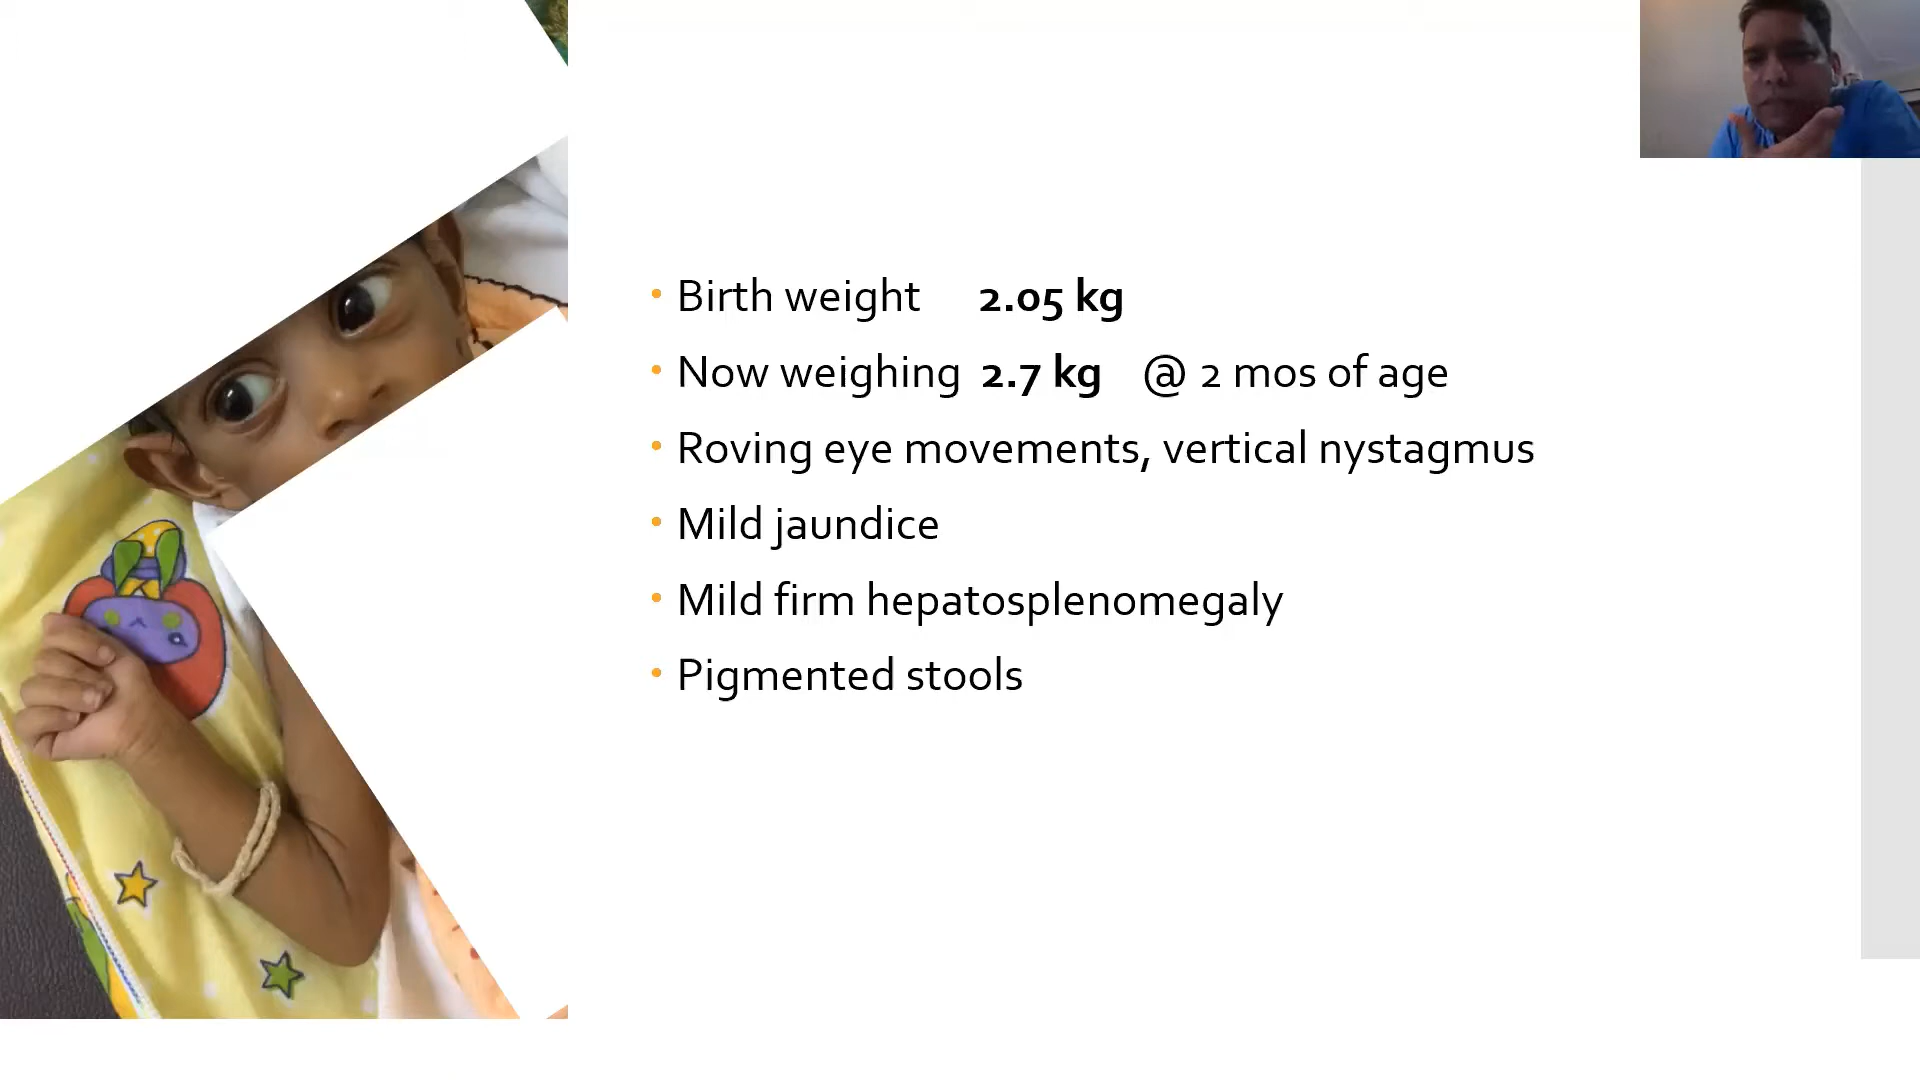 Birth weight 2.05 kg
Now weighing 2.7 kg @ 2 mos of age
Roving eye movements, vertical nystagmus
Mild jaundice
Mild firm hepatosplenomegaly
Pigmented stools